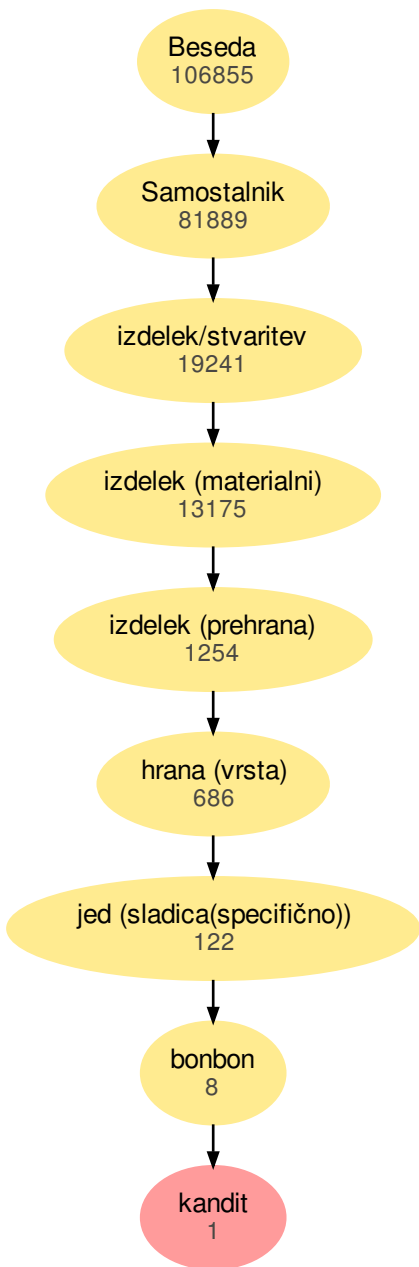 Beseda
106855
Samostalnik
81889
izdelek/stvaritev
19241
izdelek (materialni)
13175
izdelek (prehrana)
1254
hrana (vrsta)
686
jed (sladica(specifično))
122
bonbon
8
kandit
1